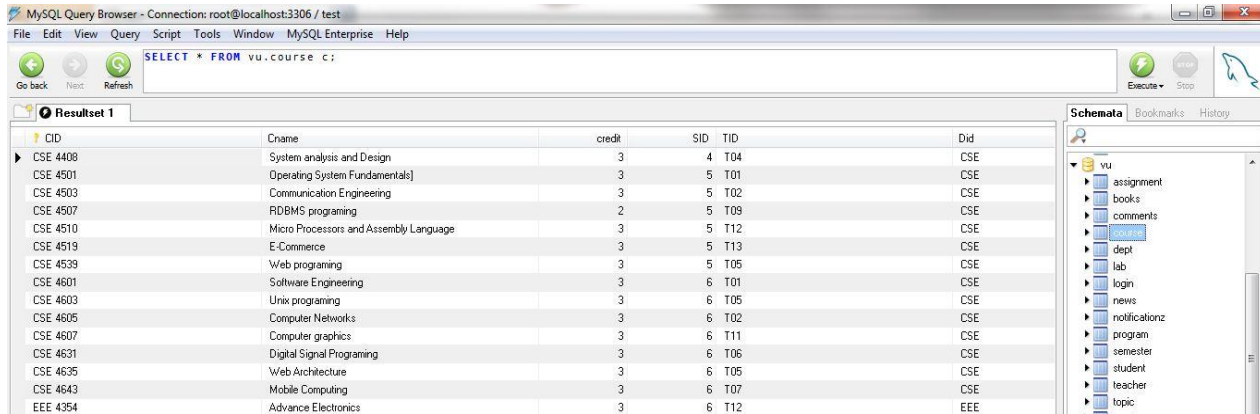 MySQL Query Browser - Connection: root@localhost:3306 / test
File Edit View Query Script Tools Window MySQL Enterprise Help
SELECT * FROM vu.course c;
Go back Next Refresh Execute Stop
Resultset 1
Schemata Bookmarks History
CID Cname credit SID TID Did
CSE 4408 System analysis and Design 3 4 T04 CSE
CSE 4501 Operating System Fundamentals] 3 5 T01 CSE
CSE 4503 Communication Engineering 3 5 T02 CSE
CSE 4507 RDBMS programing 2 5 T09 CSE
CSE 4510 Micro Processors and Assembly Language 3 5 T12 CSE
CSE 4519 E-Commerce 3 5 T13 CSE
CSE 4539 Web programing 3 5 T05 CSE
CSE 4601 Software Engineering 3 6 T01 CSE
CSE 4603 Unix programing 3 6 T05 CSE
CSE 4605 Computer Networks 3 6 T02 CSE
CSE 4607 Computer graphics 3 6 T11 CSE
CSE 4631 Digital Signal Programing 3 6 T06 CSE
CSE 4635 Web Architecture 3 6 T05 CSE
CSE 4643 Mobile Computing 3 6 T07 CSE
EEE 4354 Advance Electronics 3 6 T12 EEE
vu
assignment
books
comments
course
dept
lab
login
news
notificationz
program
semester
student
teacher
topic